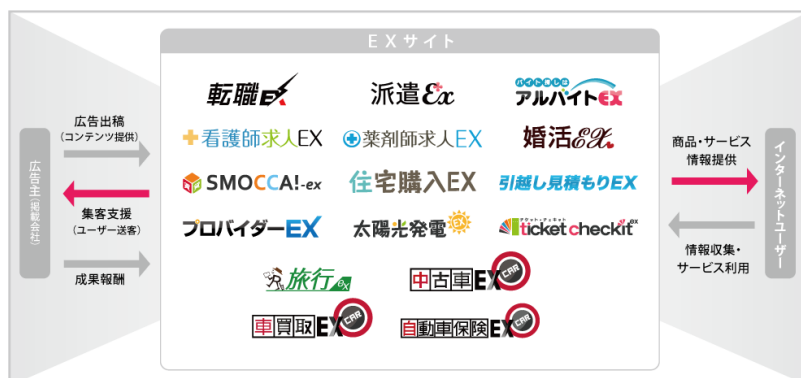 EXサイト
転職EX
派遣Ex
バイト探しは
アルバイトEX
看護師求人EX
薬剤師求人EX
婚活EX
SMOCCA!-ex
住宅購入EX
引越し見積もりEX
プロバイダーEX
太陽光発電EX
チケット・チェキット
ticket checkit ex
旅行ex
中古車EX CAR
車買取EX CAR
自動車保険EX CAR
広告主(掲載会社)
広告出稿
(コンテンツ提供)
集客支援
(ユーザー送客)
成果報酬
商品・サービス
情報提供
情報収集・
サービス利用
インターネットユーザー